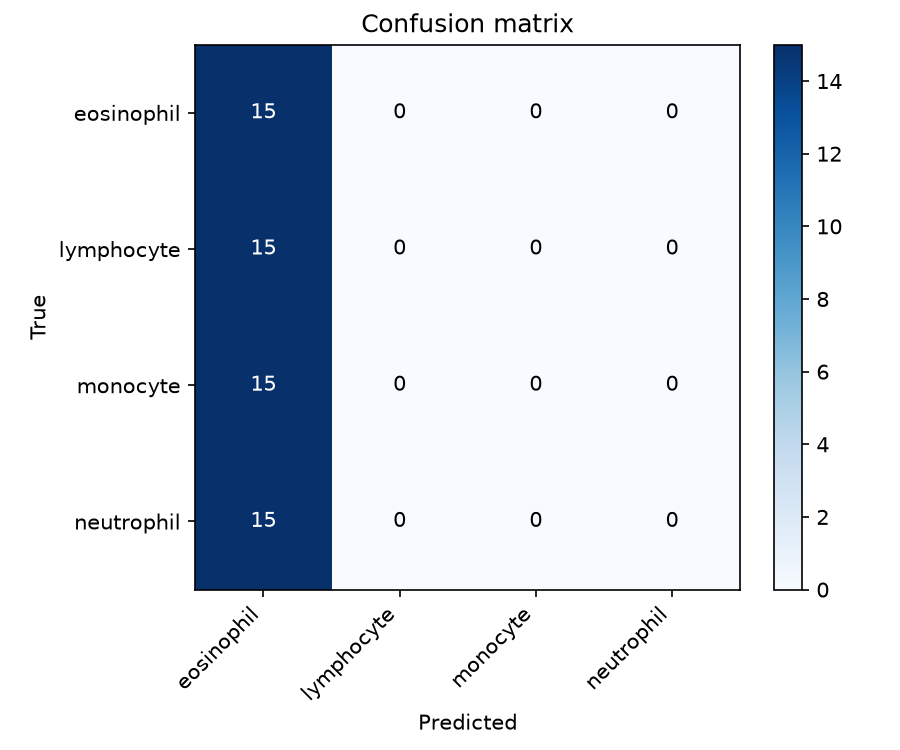 Confusion matrix
eosinophil 15 0 0 0
lymphocyte 15 0 0 0
monocyte 15 0 0 0
neutrophil 15 0 0 0
True
eosinophil lymphocyte monocyte neutrophil
Predicted
14
12
10
8
6
4
2
0